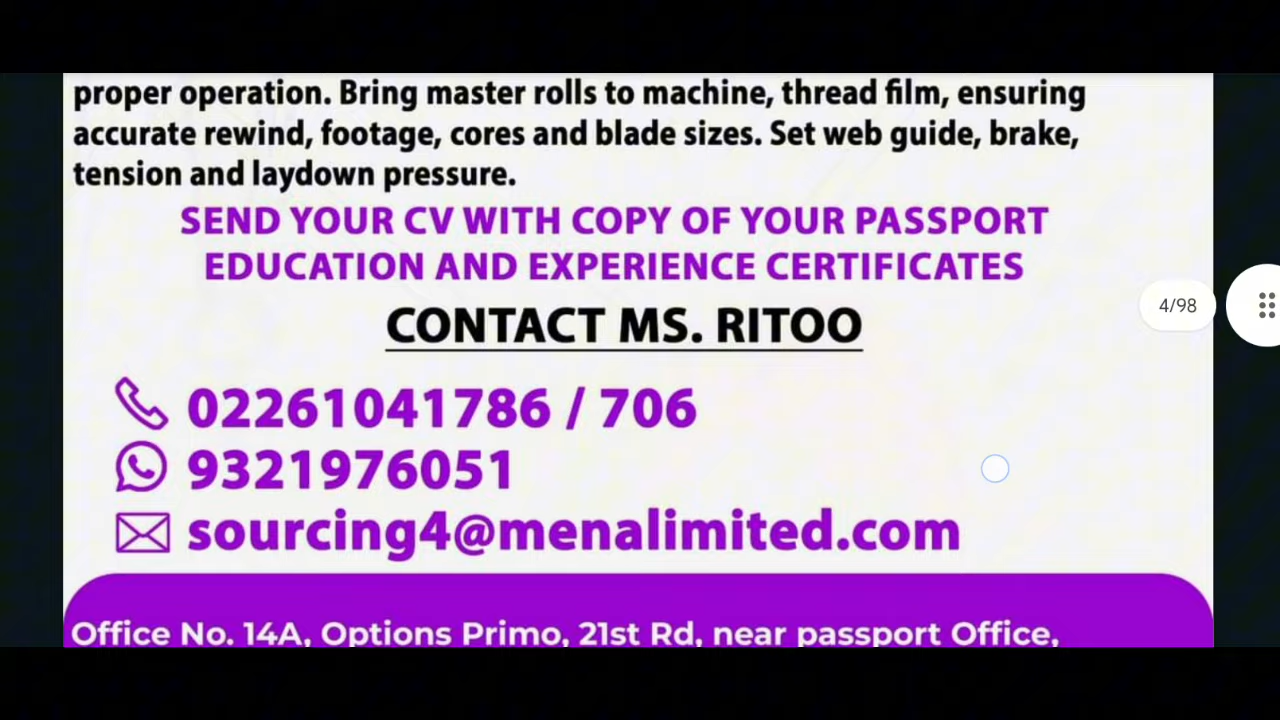 proper operation. Bring master rolls to machine, thread film, ensuring
accurate rewind, footage, cores and blade sizes. Set web guide, brake,
tension and laydown pressure.
SEND YOUR CV WITH COPY OF YOUR PASSPORT
EDUCATION AND EXPERIENCE CERTIFICATES
CONTACT MS. RITOO
4/98
02261041786 / 706
9321976051
sourcing4@menalimited.com
Office No. 14A, Options Primo, 21st Rd, near passport Office,